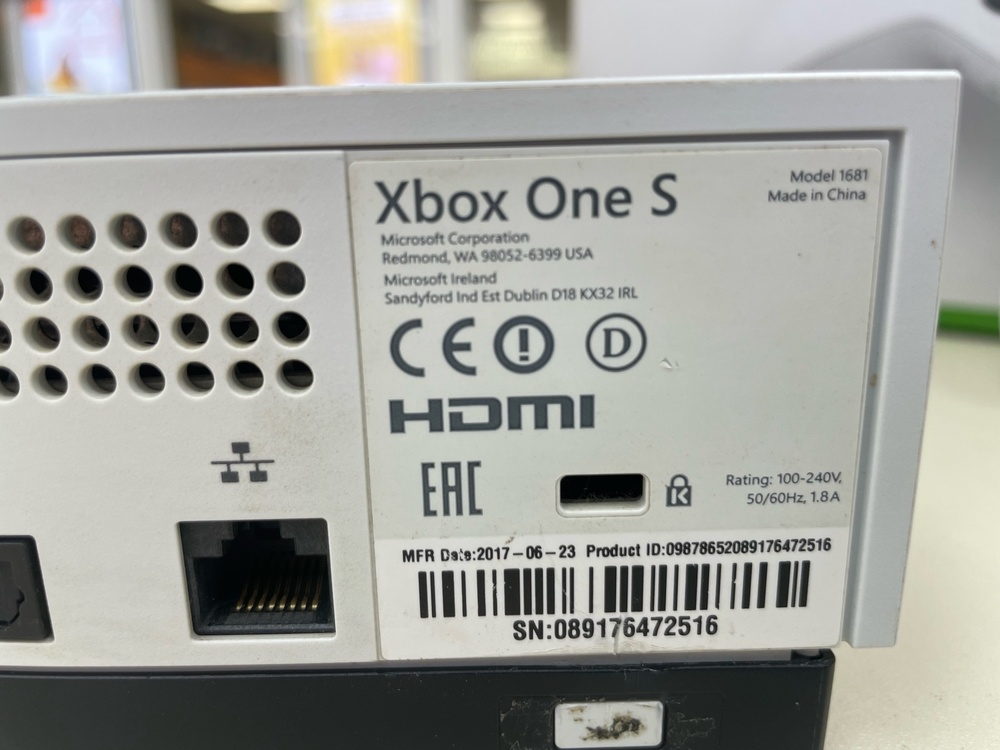 Xbox One S
Model 1681
Made in China
Microsoft Corporation
Redmond, WA 98052-6399 USA
Microsoft Ireland
Sandyford Ind Est Dublin D18 KX32 IRL
CE
D
HDMI
EAC
K
Rating: 100-240V,
50/60Hz, 1.8A
MFR Date:2017-06-23 Product ID:09878652089176472516
SN:089176472516